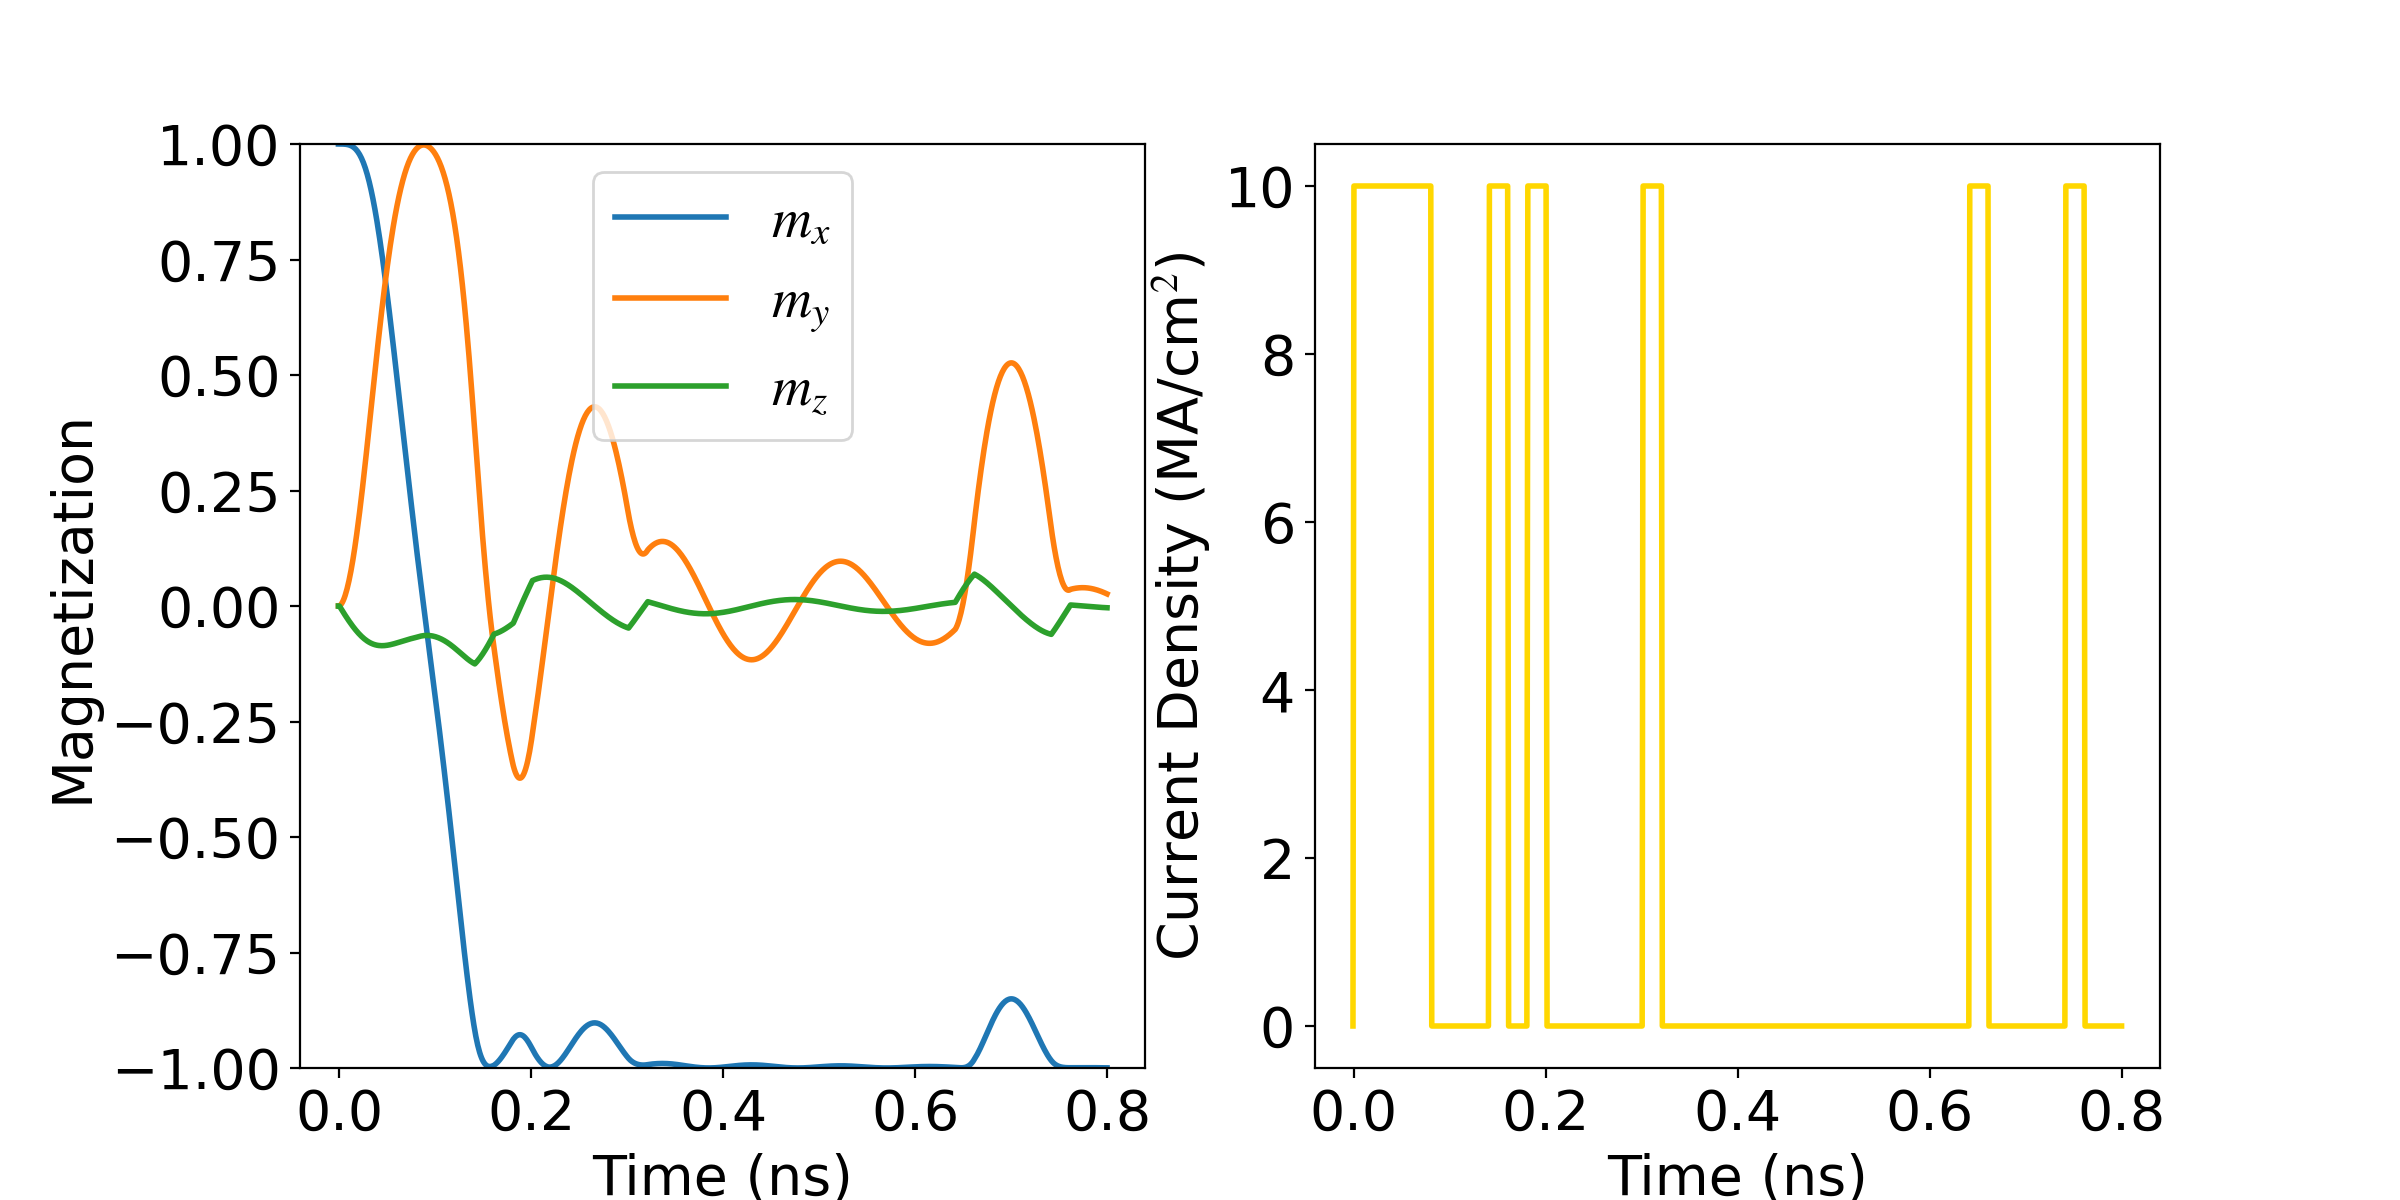 Magnetization
1.00
0.75
0.50
0.25
0.00
−0.25
−0.50
−0.75
−1.00
0.0 0.2 0.4 0.6 0.8
Time (ns)
m_x
m_y
m_z
Current Density (MA/cm²)
10
8
6
4
2
0
0.0 0.2 0.4 0.6 0.8
Time (ns)